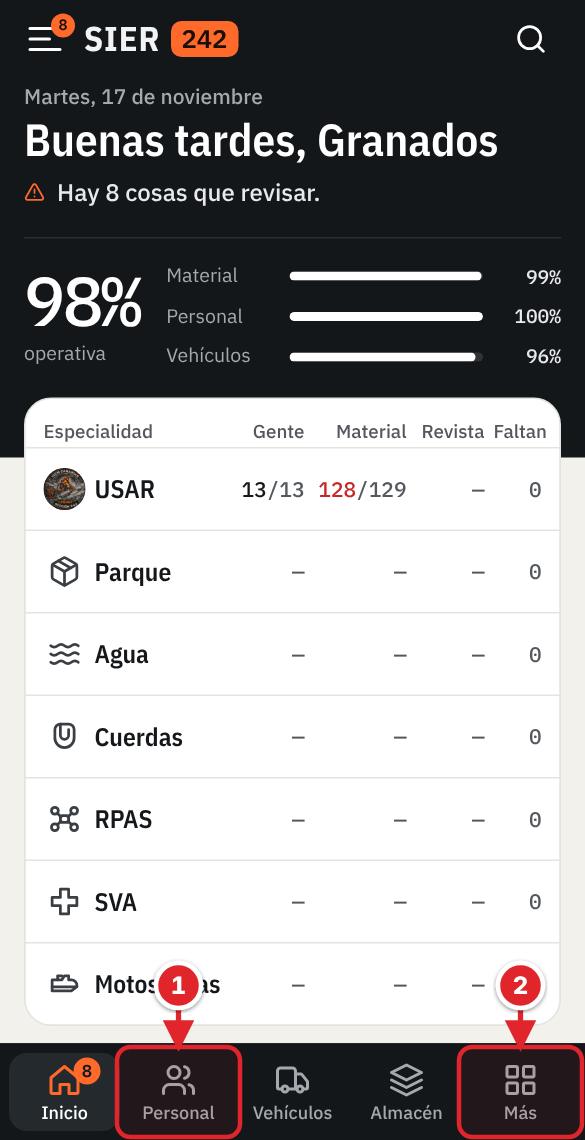 8
SIER 242
Martes, 17 de noviembre
Buenas tardes, Granados
Hay 8 cosas que revisar.
98%
operativa
Material 99%
Personal 100%
Vehículos 96%
Especialidad Gente Material Revista Faltan
USAR 13/13 128/129 – 0
Parque – – – 0
Agua – – – 0
Cuerdas – – – 0
RPAS – – – 0
SVA – – – 0
– – –
1 2
8
Inicio Personal Vehículos Almacén Más